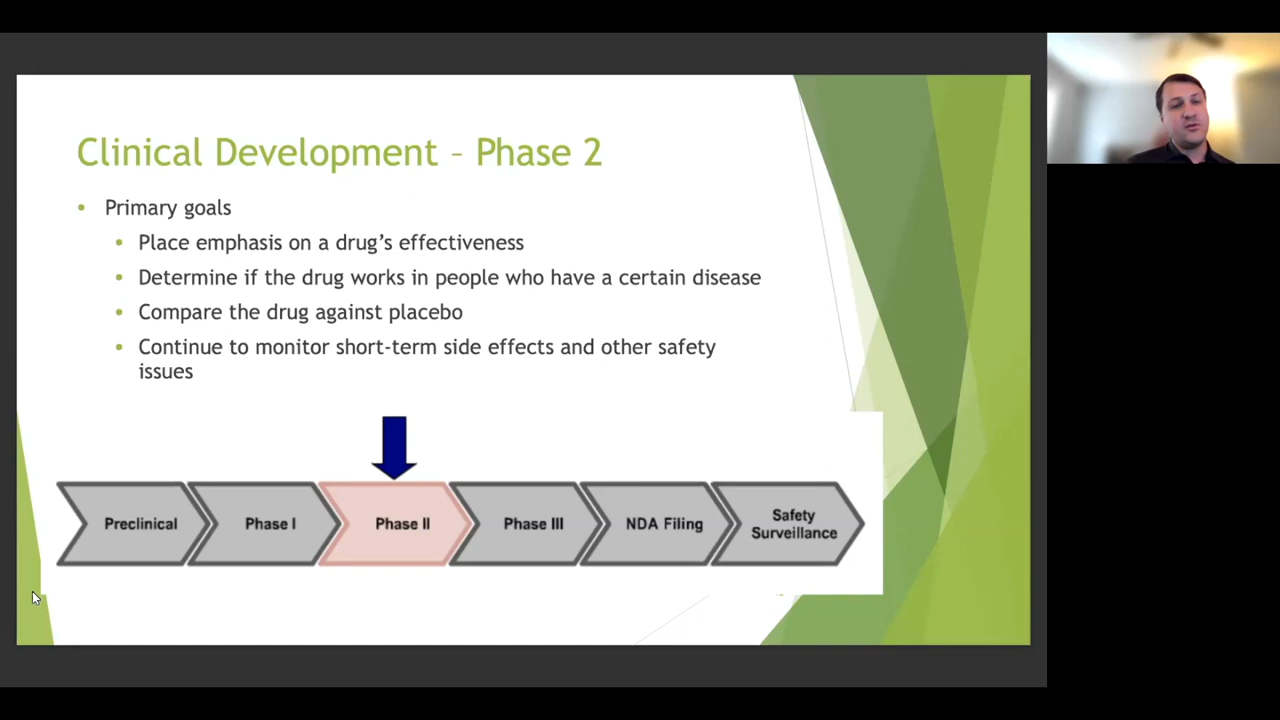 Clinical Development – Phase 2
Primary goals
Place emphasis on a drug's effectiveness
Determine if the drug works in people who have a certain disease
Compare the drug against placebo
Continue to monitor short-term side effects and other safety
issues
Preclinical
Phase I
Phase II
Phase III
NDA Filing
Safety
Surveillance